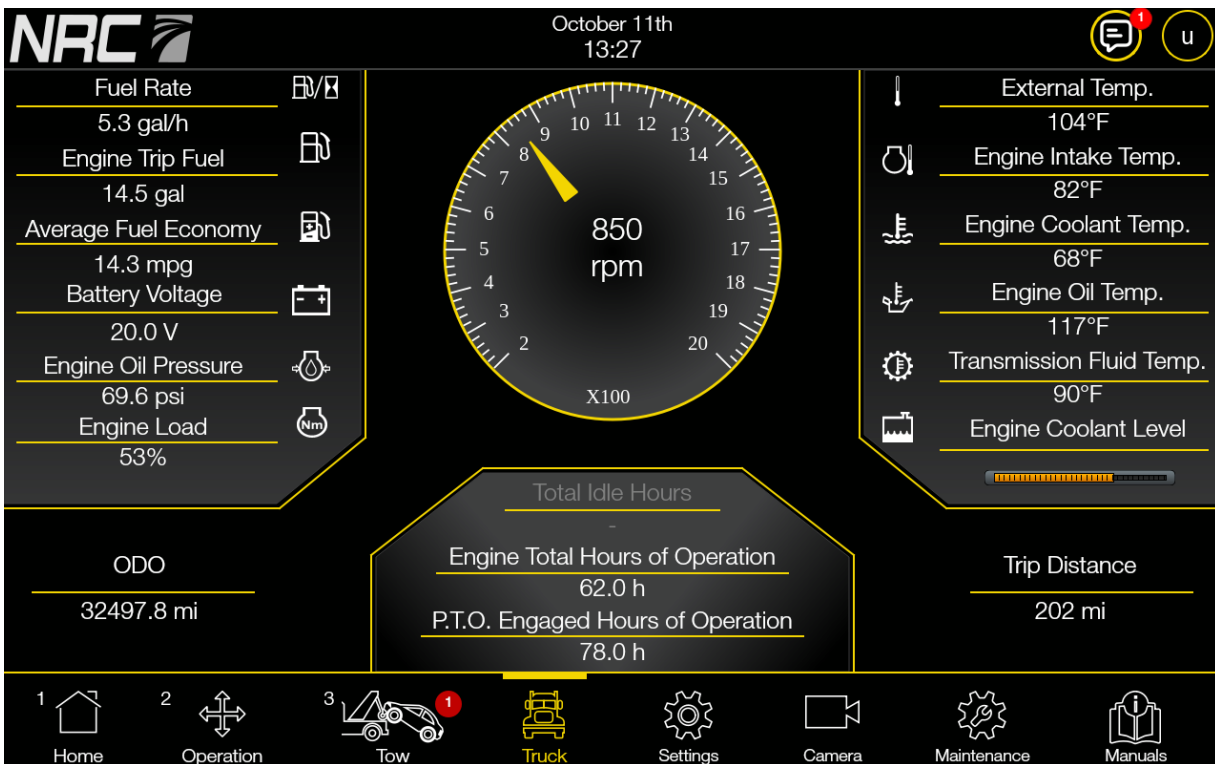 NRC
October 11th
13:27
1
u
Fuel Rate
5.3 gal/h
Engine Trip Fuel
14.5 gal
Average Fuel Economy
14.3 mpg
Battery Voltage
20.0 V
Engine Oil Pressure
69.6 psi
Engine Load
Nm
53%
2
3
4
5
6
7
8
9
10
11
12
13
14
15
16
17
18
19
20
X100
850
rpm
External Temp.
104°F
Engine Intake Temp.
82°F
Engine Coolant Temp.
68°F
Engine Oil Temp.
117°F
Transmission Fluid Temp.
90°F
Engine Coolant Level
ODO
32497.8 mi
Total Idle Hours
-
Engine Total Hours of Operation
62.0 h
P.T.O. Engaged Hours of Operation
78.0 h
Trip Distance
202 mi
1
Home
2
Operation
3
1
Tow
Truck
Settings
Camera
Maintenance
Manuals